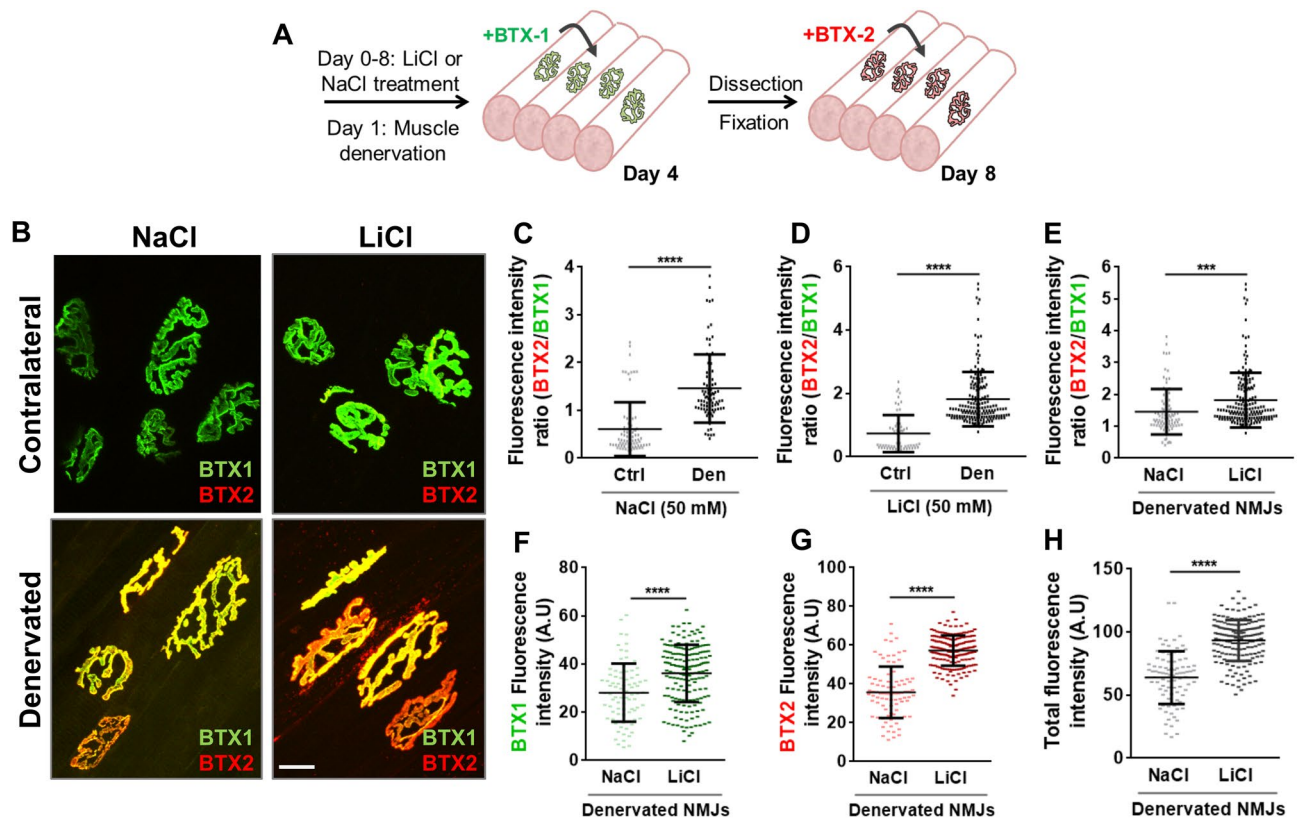 A
Day 0-8: LiCl or
NaCl treatment
Day 1: Muscle
denervation
+BTX-1
Day 4
Dissection
Fixation
+BTX-2
Day 8
B
NaCl
LiCl
Contralateral
BTX1
BTX2
BTX1
BTX2
Denervated
BTX1
BTX2
BTX1
BTX2
C
Fluorescence intensity
ratio (BTX2/BTX1)
4
3
2
1
0
****
Ctrl Den
NaCl (50 mM)
D
Fluorescence intensity
ratio (BTX2/BTX1)
6
4
2
0
****
Ctrl Den
LiCl (50 mM)
E
Fluorescence intensity
ratio (BTX2/BTX1)
6
5
4
3
2
1
0
***
NaCl LiCl
Denervated NMJs
F
BTX1 Fluorescence
intensity (A.U)
80
60
40
20
0
****
NaCl LiCl
Denervated NMJs
G
BTX2 Fluorescence
intensity (A.U)
100
80
60
40
20
0
****
NaCl LiCl
Denervated NMJs
H
Total fluorescence
intensity (A.U)
150
100
50
0
****
NaCl LiCl
Denervated NMJs